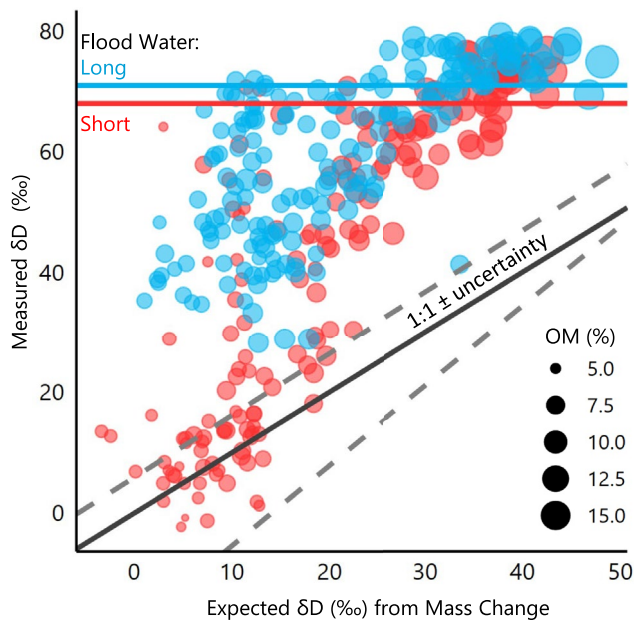 80
60
40
20
0
Measured δD (‰)
Flood Water:
Long
Short
1:1 ± uncertainty
OM (%)
5.0
7.5
10.0
12.5
15.0
0 10 20 30 40 50
Expected δD (‰) from Mass Change